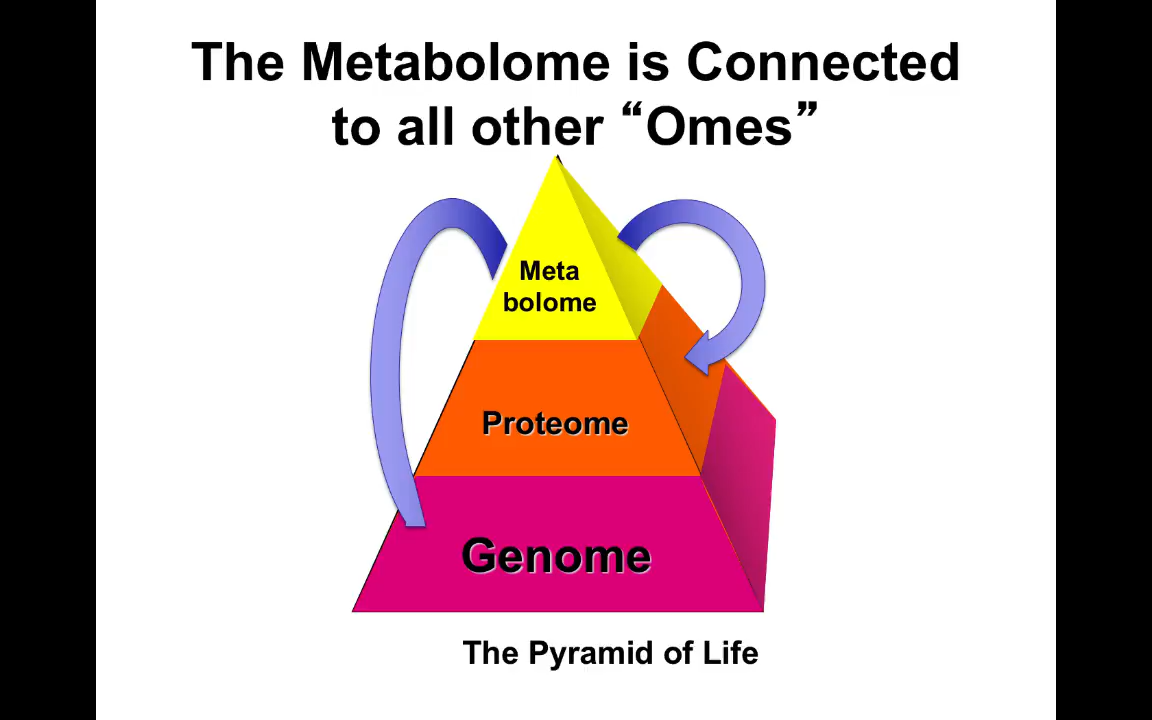 The Metabolome is Connected
to all other “Omes”
Meta
bolome
Proteome
Genome
The Pyramid of Life